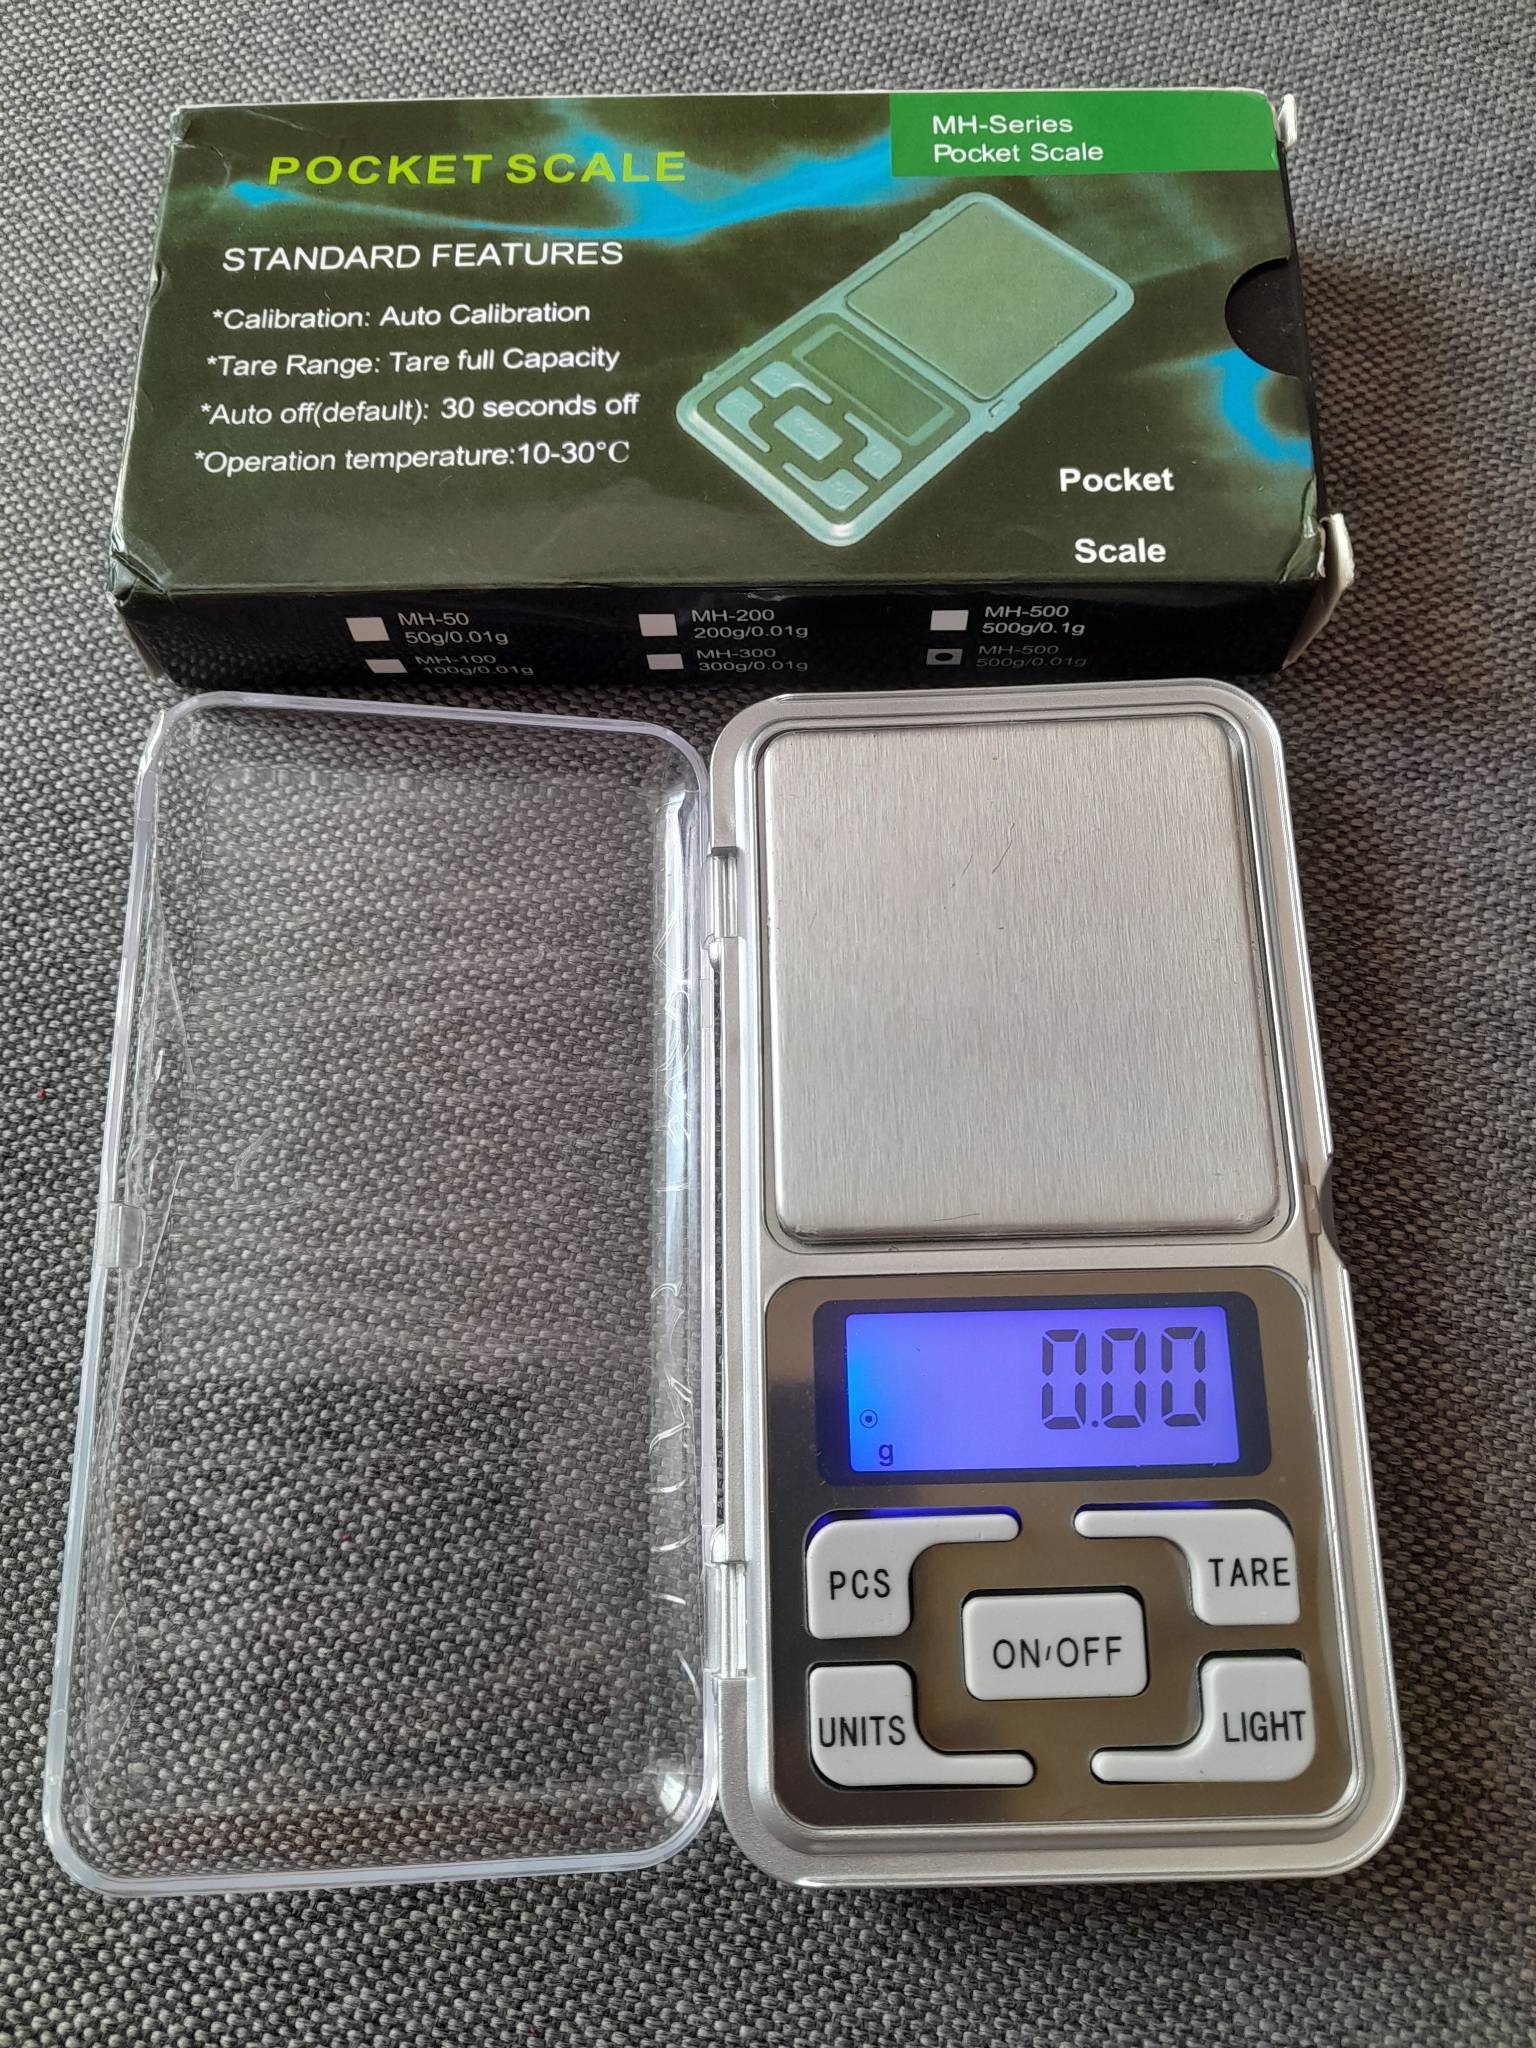 MH-Series
Pocket Scale
POCKET SCALE
STANDARD FEATURES
*Calibration: Auto Calibration
*Tare Range: Tare full Capacity
*Auto off(default): 30 seconds off
*Operation temperature:10-30°C
Pocket
Scale
MH-50
50g/0.01g
MH-200
200g/0.01g
MH-500
500g/0.1g
MH-100
100g/0.01g
MH-300
300g/0.01g
MH-500
500g/0.01g
0.00
g
PCS
TARE
ON/OFF
UNITS
LIGHT